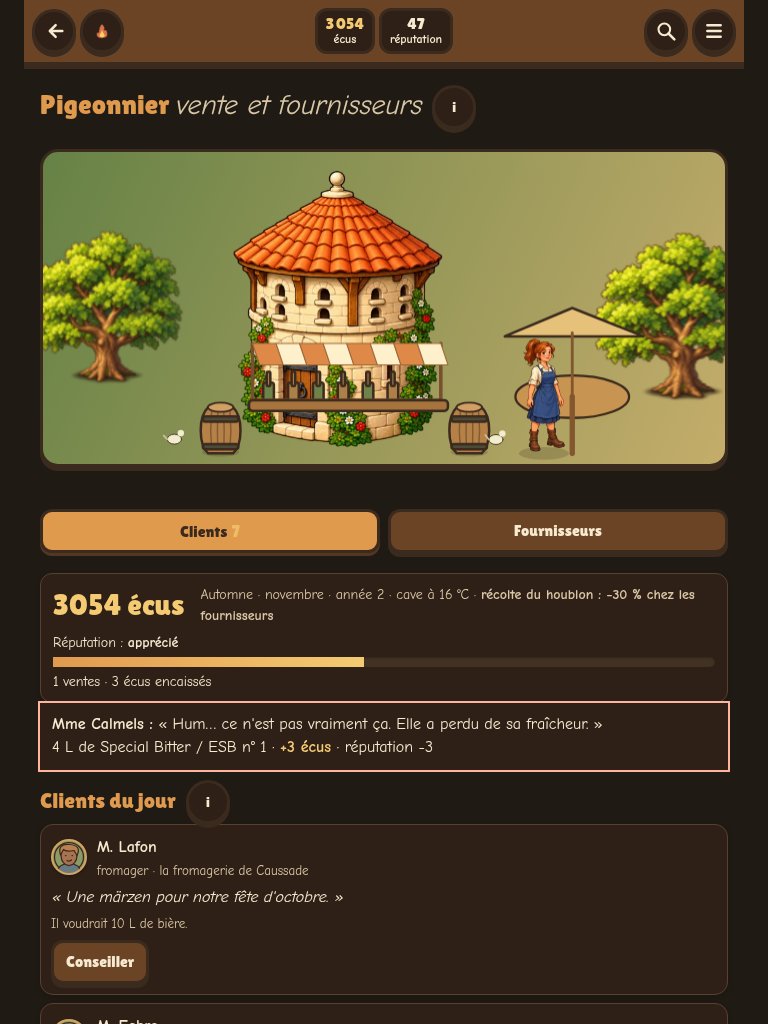 3 054
écus
47
réputation
Pigeonnier vente et fournisseurs
i
Clients 7
Fournisseurs
3054 écus
Automne · novembre · année 2 · cave à 16 °C · récolte du houblon : -30 % chez les
fournisseurs
Réputation : apprécié
1 ventes · 3 écus encaissés
Mme Calmels : « Hum... ce n'est pas vraiment ça. Elle a perdu de sa fraîcheur. »
4 L de Special Bitter / ESB n° 1 · +3 écus · réputation -3
Clients du jour
i
M. Lafon
fromager · la fromagerie de Caussade
« Une märzen pour notre fête d'octobre. »
Il voudrait 10 L de bière.
Conseiller